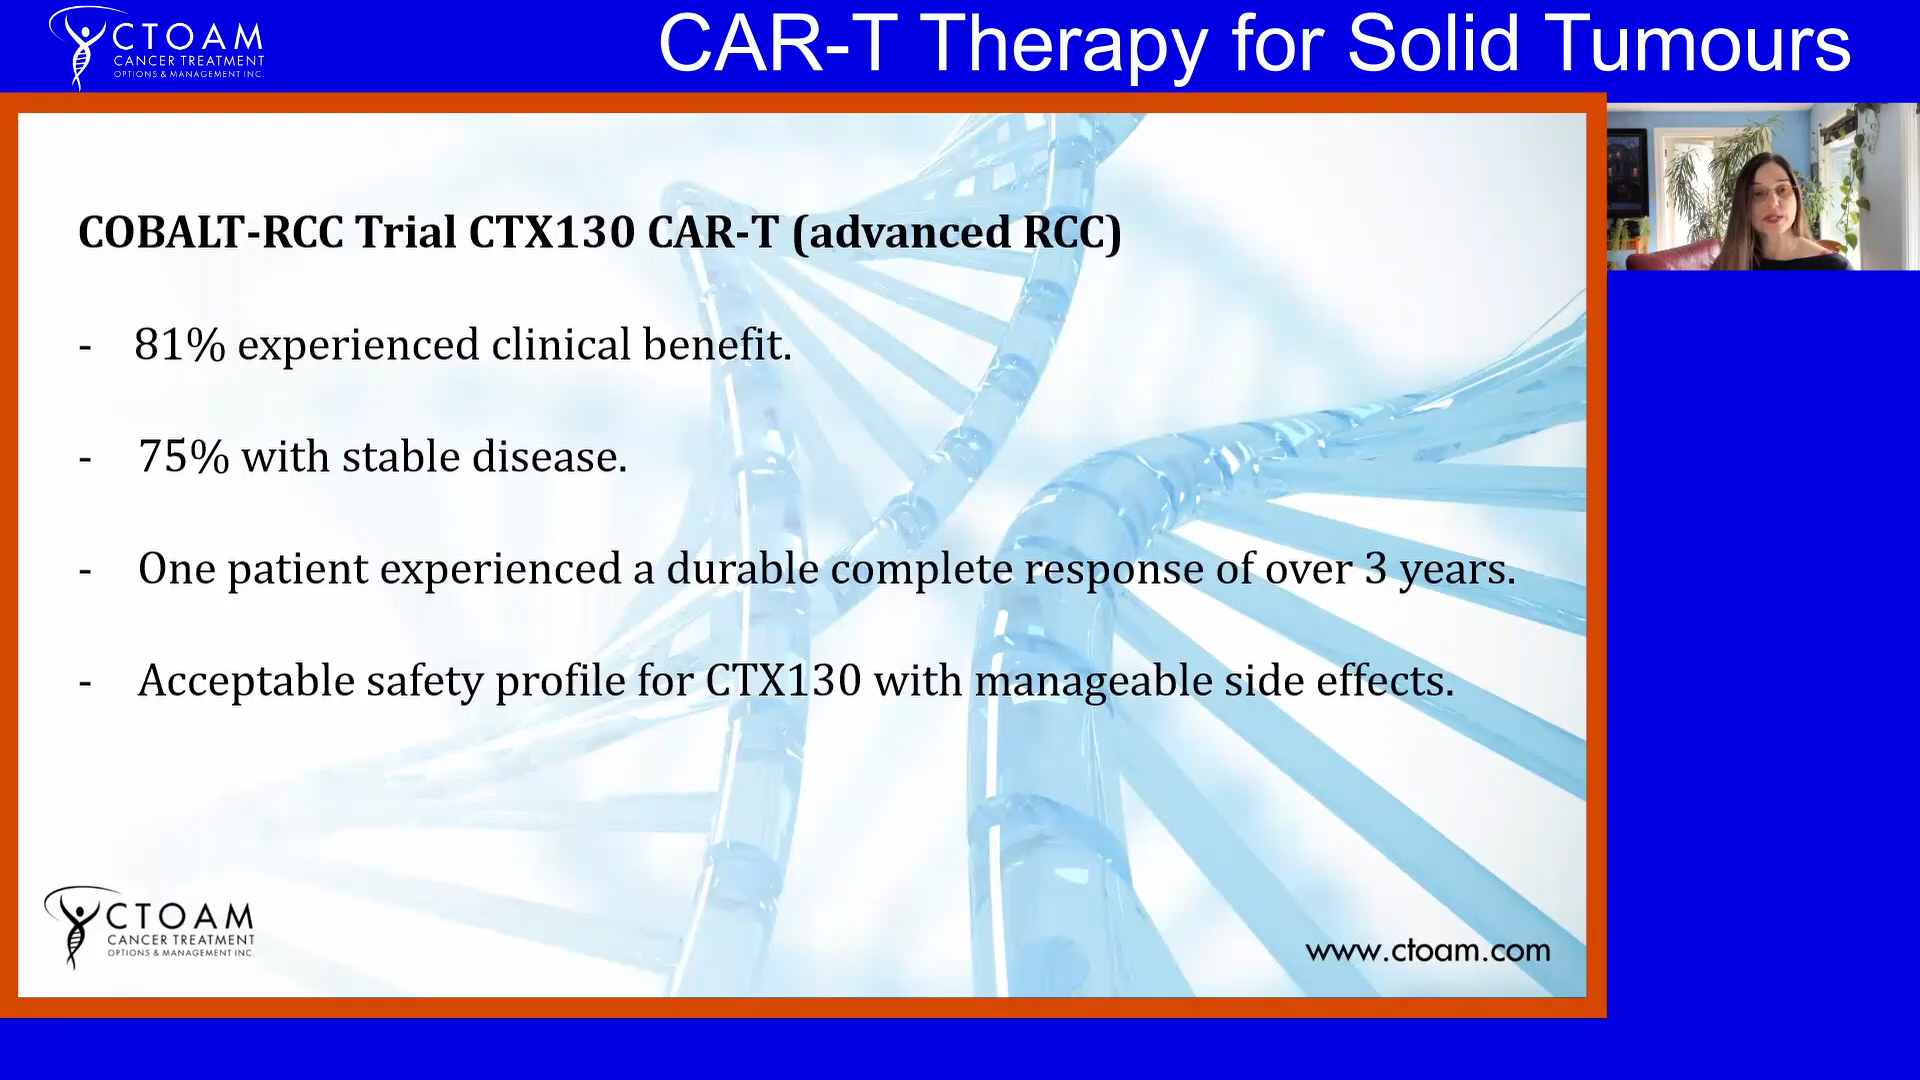 CTOAM
CANCER TREATMENT
OPTIONS & MANAGEMENT INC.
CAR-T Therapy for Solid Tumours
COBALT-RCC Trial CTX130 CAR-T (advanced RCC)
- 81% experienced clinical benefit.
- 75% with stable disease.
- One patient experienced a durable complete response of over 3 years.
- Acceptable safety profile for CTX130 with manageable side effects.
CTOAM
CANCER TREATMENT
OPTIONS & MANAGEMENT INC.
www.ctoam.com